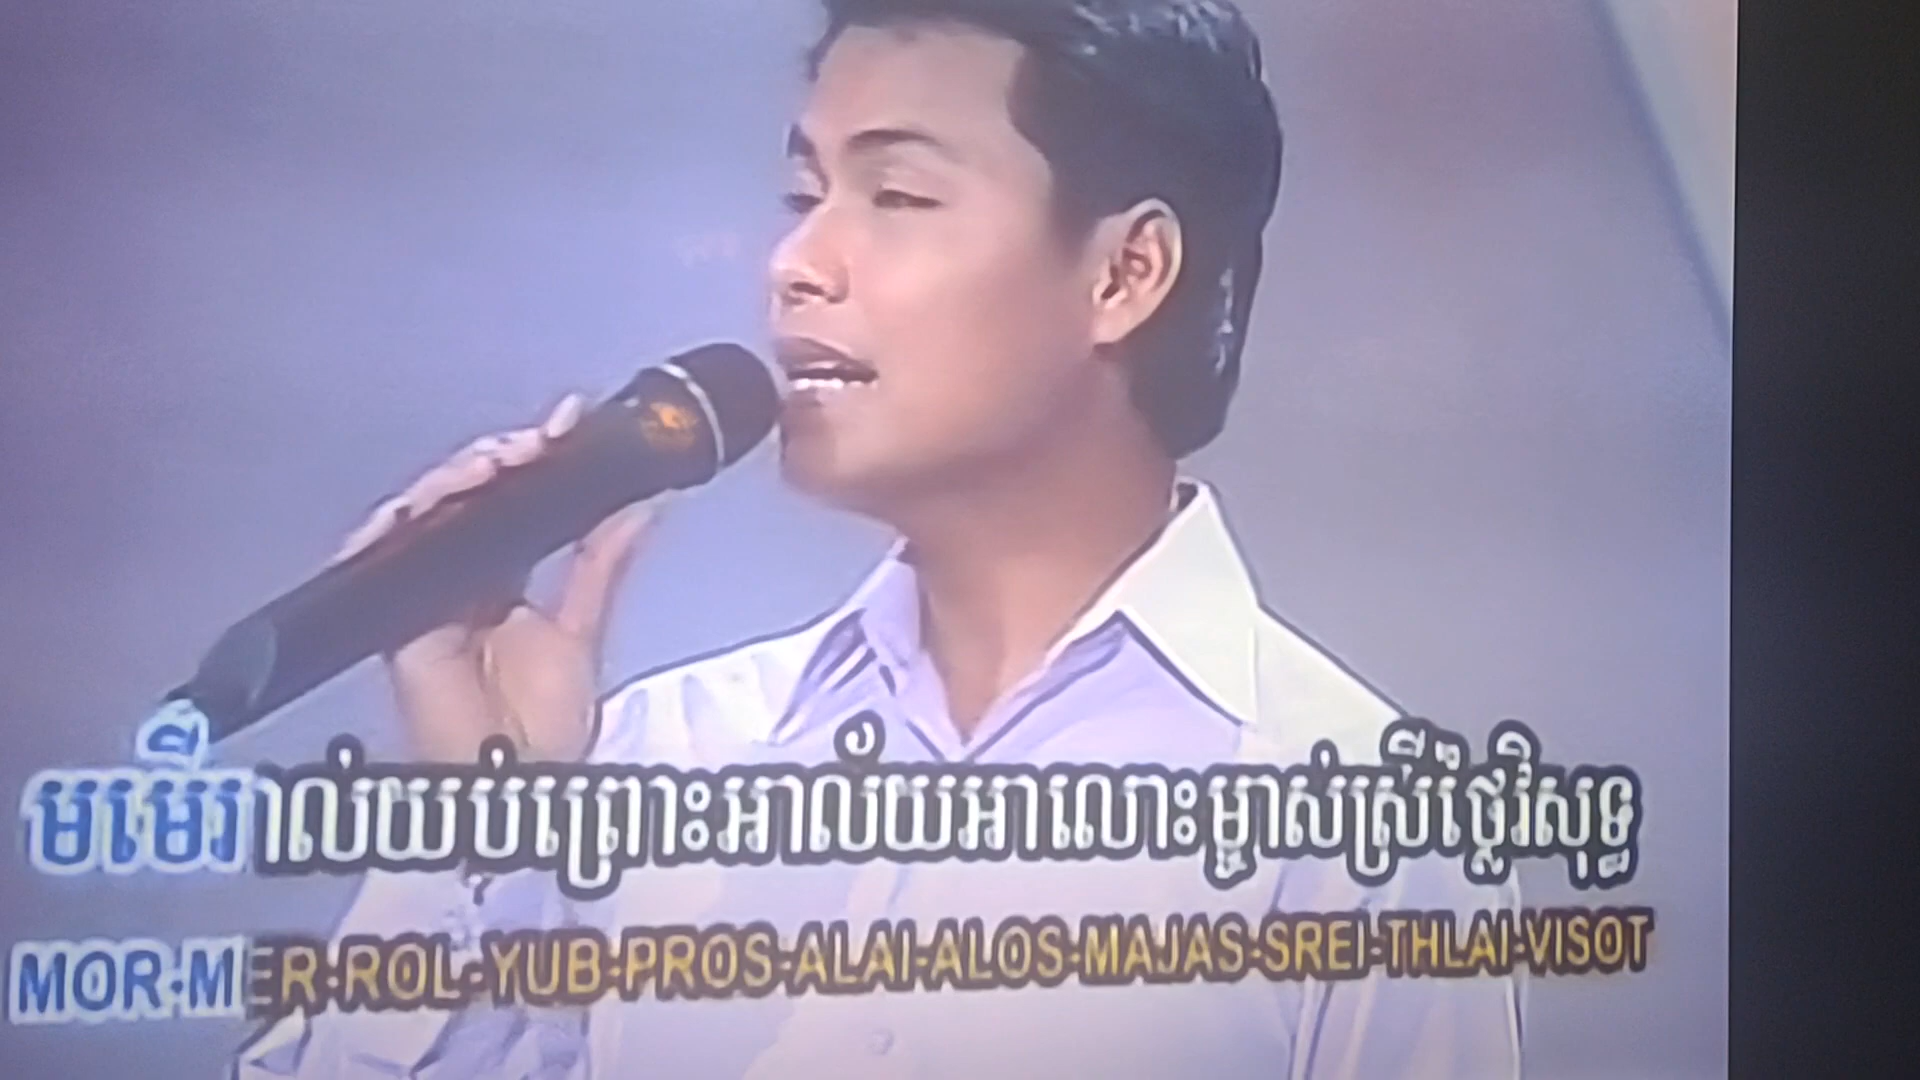 មមើរាល់យប់ព្រោះអាល័យអាលោះម្ចាស់ស្រីថ្លៃវិសុទ្ធ
MOR-MER-ROL-YUB-PROS-ALAI-ALOS-MAJAS-SREI-THLAI-VISOT